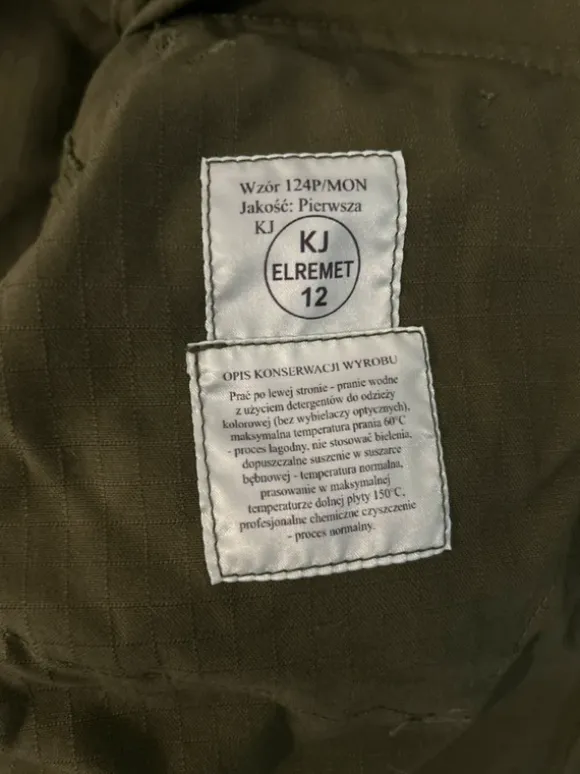 Wzór 124P/MON
Jakość: Pierwsza
KJ
KJ
ELREMET
12
OPIS KONSERWACJI WYROBU
Prać po lewej stronie - pranie wodne
z użyciem detergentów do odzieży
kolorowej (bez wybielaczy optycznych),
maksymalna temperatura prania 60°C
- proces łagodny, nie stosować bielenia,
dopuszczalne suszenie w suszarce
bębnowej - temperatura normalna,
prasowanie w maksymalnej
temperaturze dolnej płyty 150°C,
profesjonalne chemiczne czyszczenie
- proces normalny.